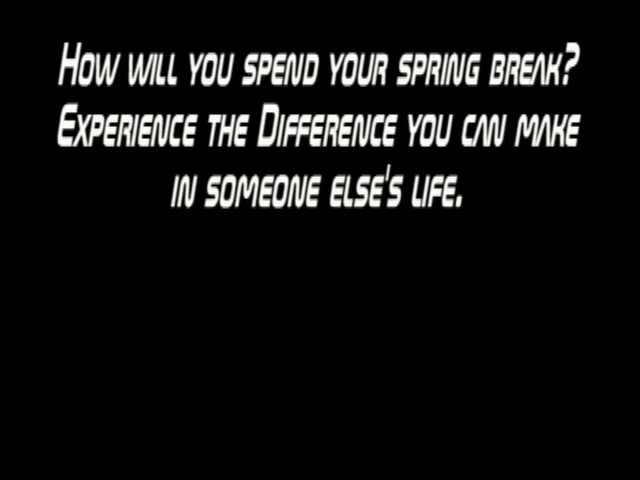 How will you spend your spring break?
Experience the Difference you can make
in someone else's life.